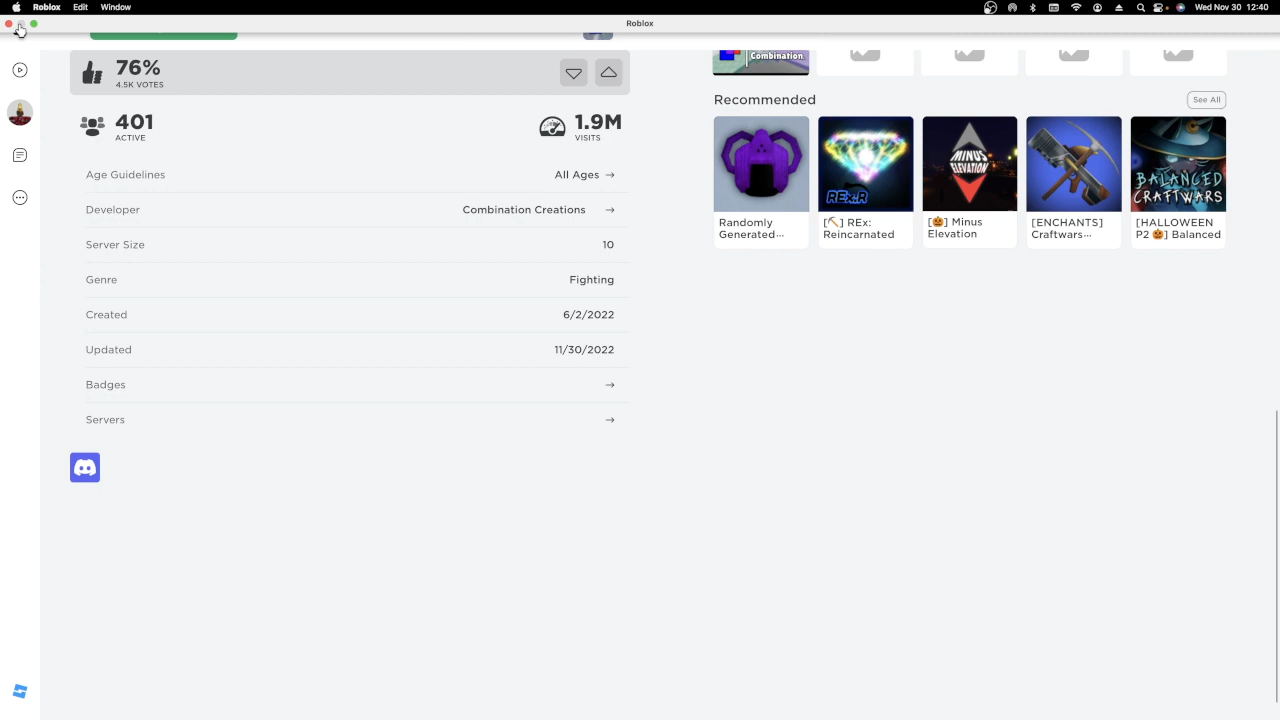 Roblox Edit Window Wed Nov 30 12:40
Roblox
76%
4.5K VOTES
401
ACTIVE
1.9M
VISITS
Age Guidelines All Ages →
Developer Combination Creations →
Server Size 10
Genre Fighting
Created 6/2/2022
Updated 11/30/2022
Badges →
Servers →
Combination
Recommended See All
MINUS
ELEVATION
REx:R
BALANCED
CRAFTWARS
Randomly
Generated...
[⛏️] REx:
Reincarnated
[🎃] Minus
Elevation
[ENCHANTS]
Craftwars...
[HALLOWEEN
P2 🎃] Balanced